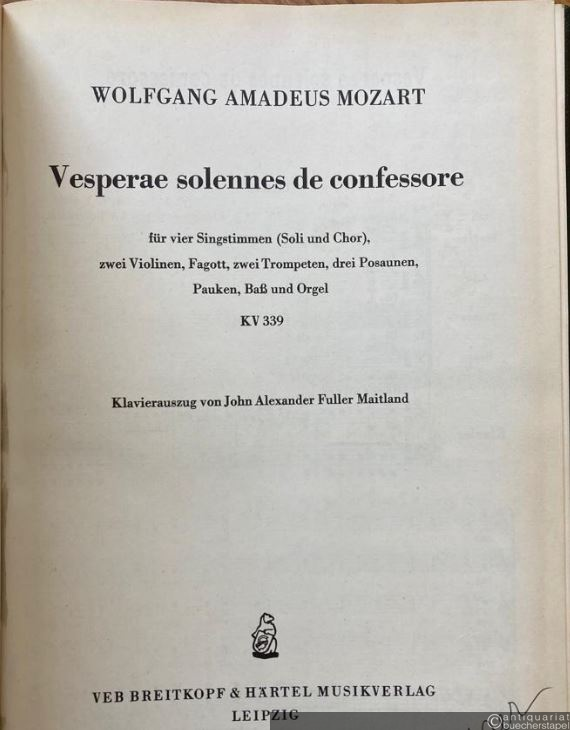 WOLFGANG AMADEUS MOZART
Vesperae solennes de confessore
für vier Singstimmen (Soli und Chor),
zwei Violinen, Fagott, zwei Trompeten, drei Posaunen,
Pauken, Baß und Orgel
KV 339
Klavierauszug von John Alexander Fuller Maitland
VEB BREITKOPF & HÄRTEL MUSIKVERLAG
LEIPZIG
© antiquariat
buecherstapel